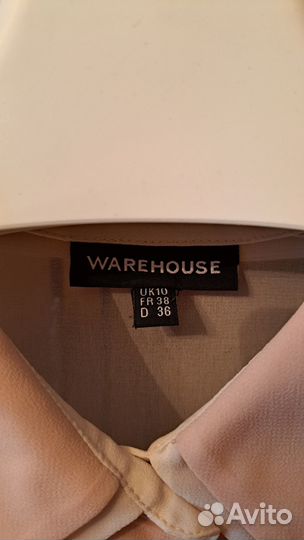 WAREHOUSE
UK10
FR 38
D 36
Avito